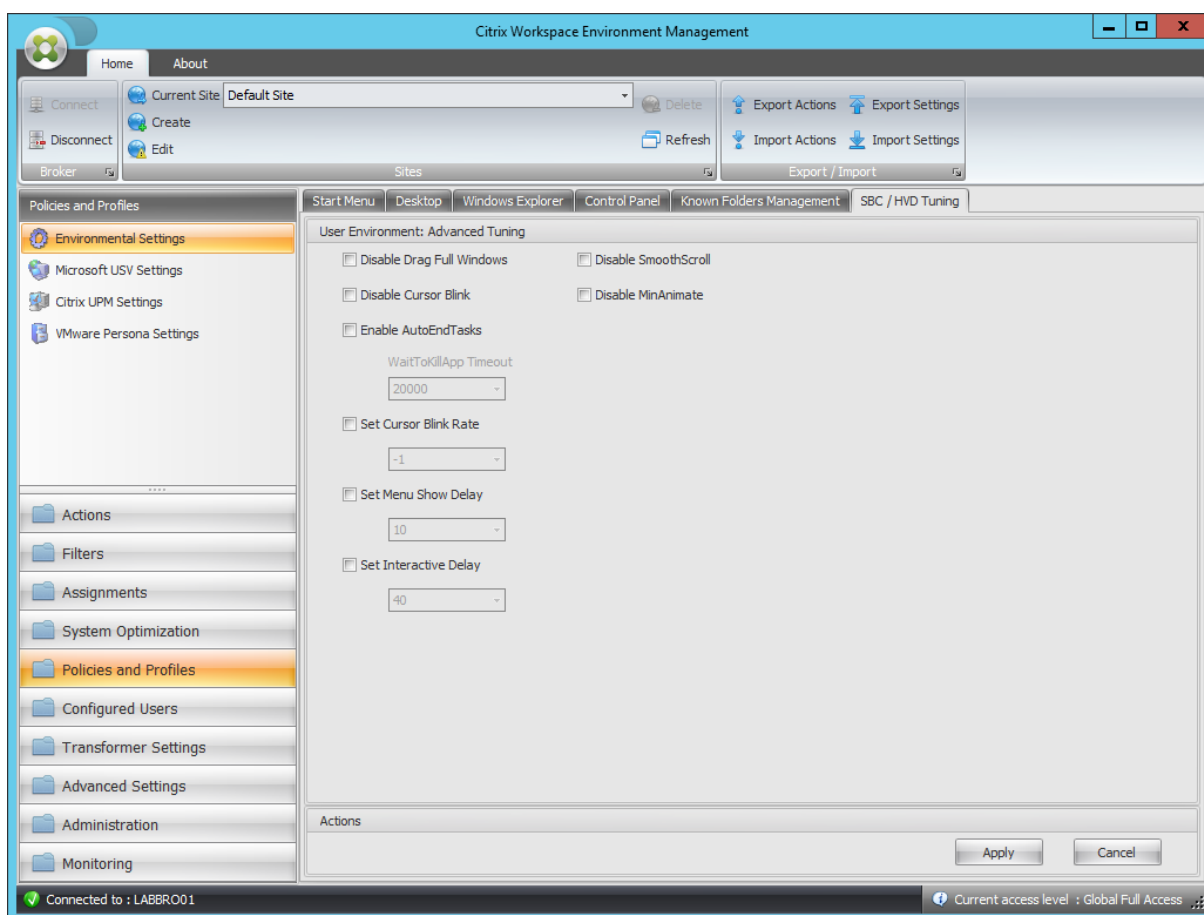 Citrix Workspace Environment Management
Home About
Connect
Disconnect
Broker
Current Site Default Site
Create
Edit
Delete
Refresh
Sites
Export Actions Export Settings
Import Actions Import Settings
Export / Import
Policies and Profiles
Environmental Settings
Microsoft USV Settings
Citrix UPM Settings
VMware Persona Settings
Actions
Filters
Assignments
System Optimization
Policies and Profiles
Configured Users
Transformer Settings
Advanced Settings
Administration
Monitoring
Start Menu Desktop Windows Explorer Control Panel Known Folders Management SBC / HVD Tuning
User Environment: Advanced Tuning
Disable Drag Full Windows Disable SmoothScroll
Disable Cursor Blink Disable MinAnimate
Enable AutoEndTasks
WaitToKillApp Timeout
20000
Set Cursor Blink Rate
-1
Set Menu Show Delay
10
Set Interactive Delay
40
Actions
Apply Cancel
Connected to : LABBRO01 Current access level : Global Full Access